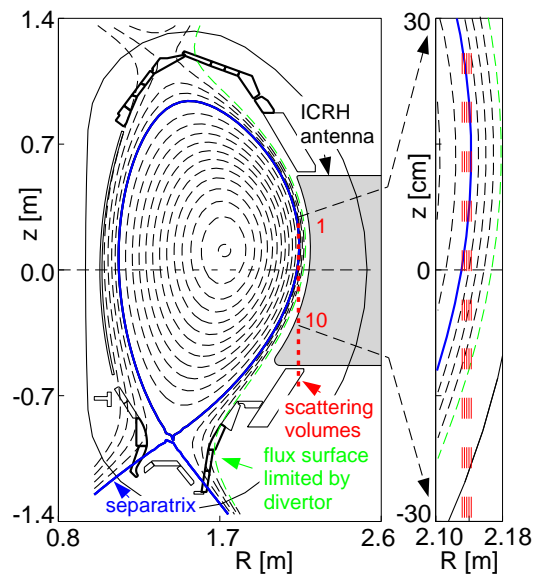 1.4
0.7
0.0
-0.7
-1.4
z [m]
0.8
1.7
2.6
R [m]
ICRH
antenna
1
10
scattering
volumes
flux surface
limited by
divertor
separatrix
30
0
-30
z [cm]
2.10
2.18
R [m]